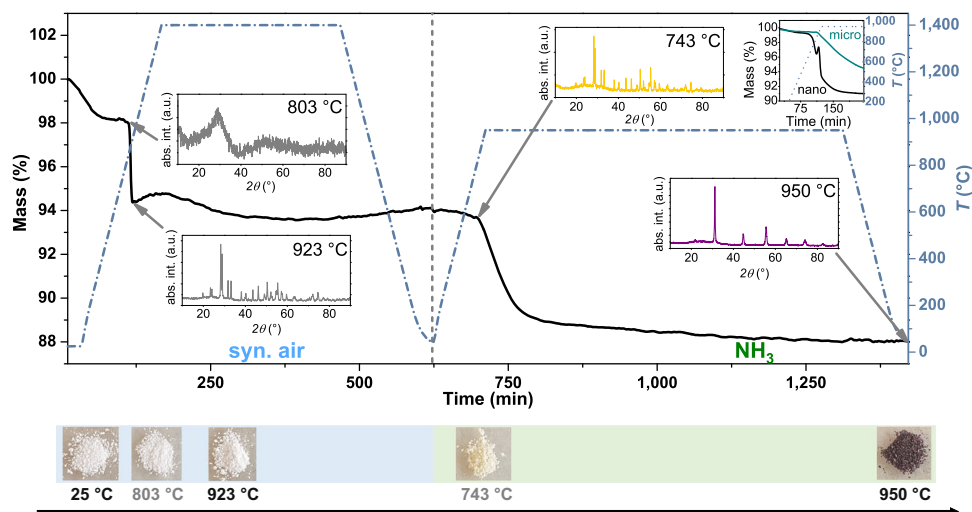 102
100
98
96
94
92
90
88
Mass (%)
803 °C
abs. int. (a.u.)
20 40 60 80
2θ (°)
923 °C
abs. int. (a.u.)
20 40 60 80
2θ (°)
743 °C
abs. int. (a.u.)
20 40 60 80
2θ (°)
100
98
96
94
92
90
Mass (%)
micro
nano
75 150
Time (min)
1,000
800
600
400
200
T (°C)
950 °C
abs. int. (a.u.)
20 40 60 80
2θ (°)
1,400
1,200
1,000
800
600
400
200
0
T (°C)
syn. air
NH₃
250 500 750 1,000 1,250
Time (min)
25 °C 803 °C 923 °C 743 °C 950 °C